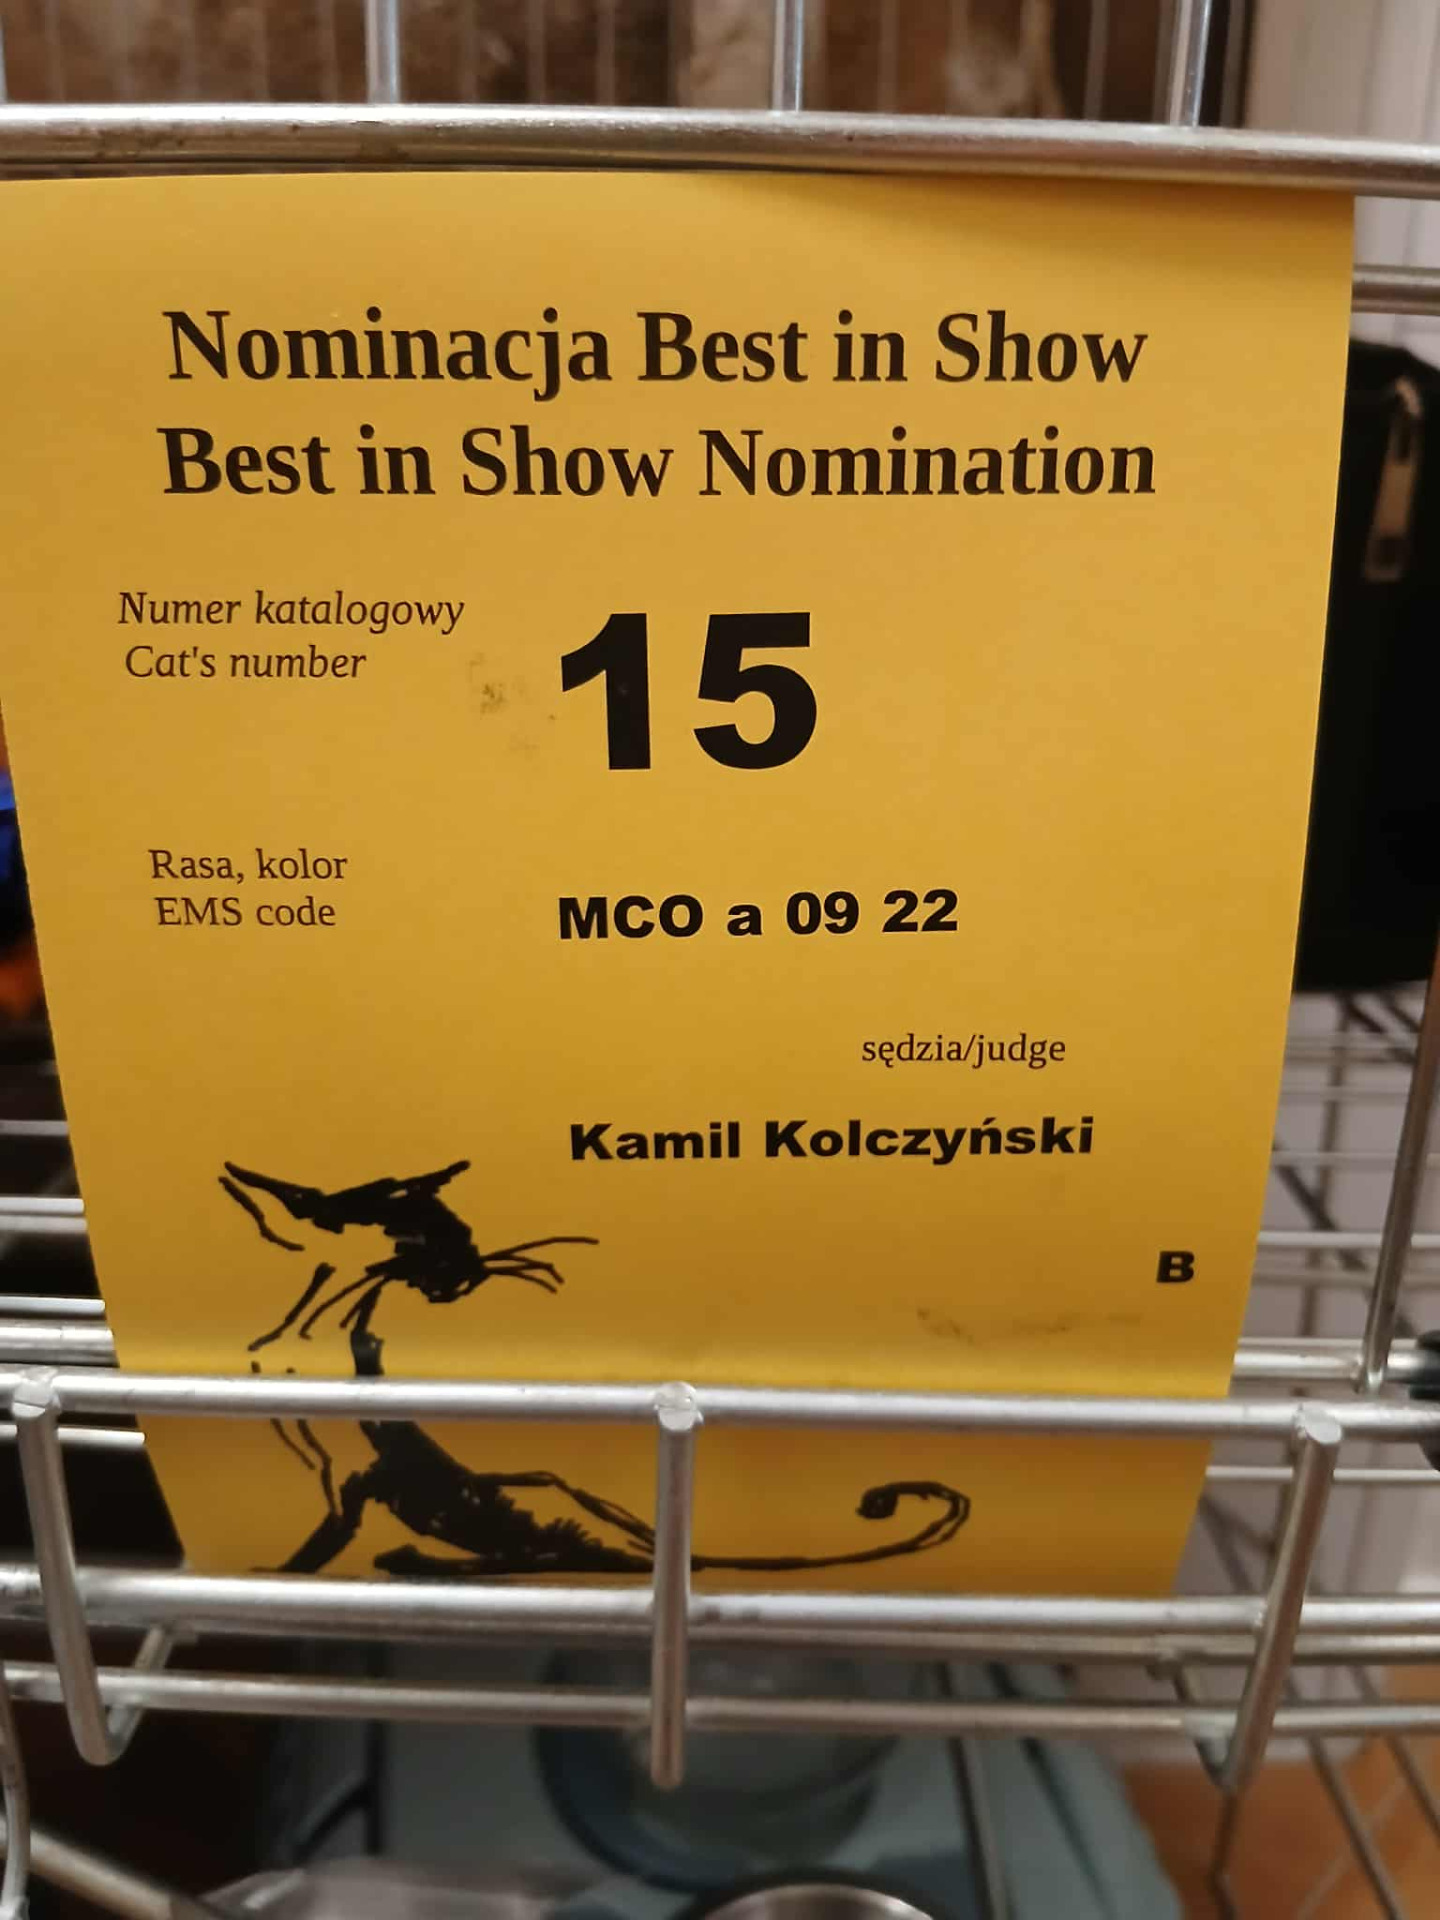 Nominacja Best in Show
Best in Show Nomination
Numer katalogowy
Cat's number
15
Rasa, kolor
EMS code
MCO a 09 22
sędzia/judge
Kamil Kolczyński
B